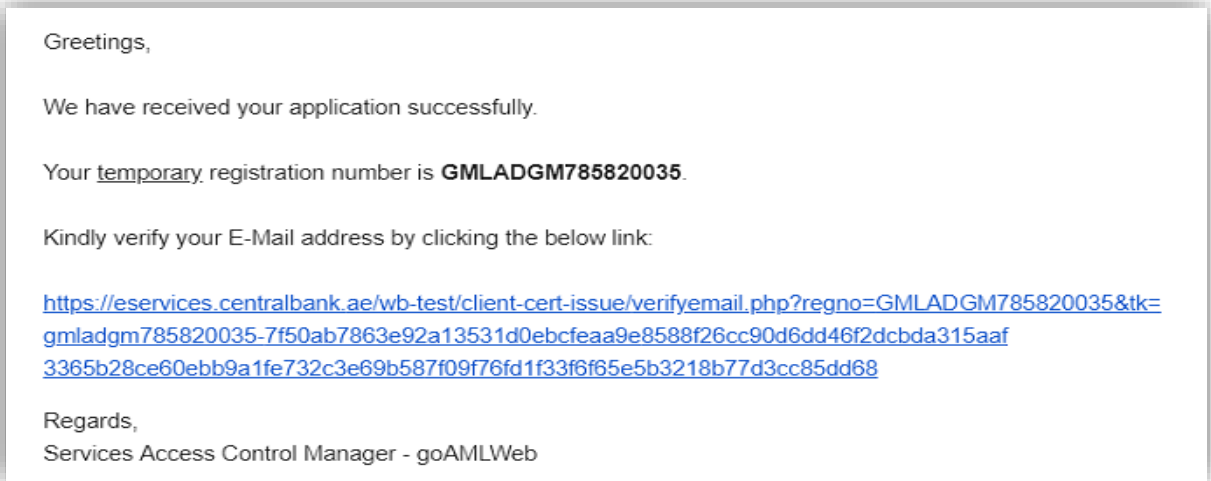 Greetings,
We have received your application successfully.
Your temporary registration number is GMLADGM785820035.
Kindly verify your E-Mail address by clicking the below link:
https://eservices.centralbank.ae/wb-test/client-cert-issue/verifyemail.php?regno=GMLADGM785820035&tk=
gmladgm785820035-7f50ab7863e92a13531d0ebcfeaa9e8588f26cc90d6dd46f2dcbda315aaf
3365b28ce60ebb9a1fe732c3e69b587f09f76fd1f33f6f65e5b3218b77d3cc85dd68
Regards,
Services Access Control Manager - goAMLWeb